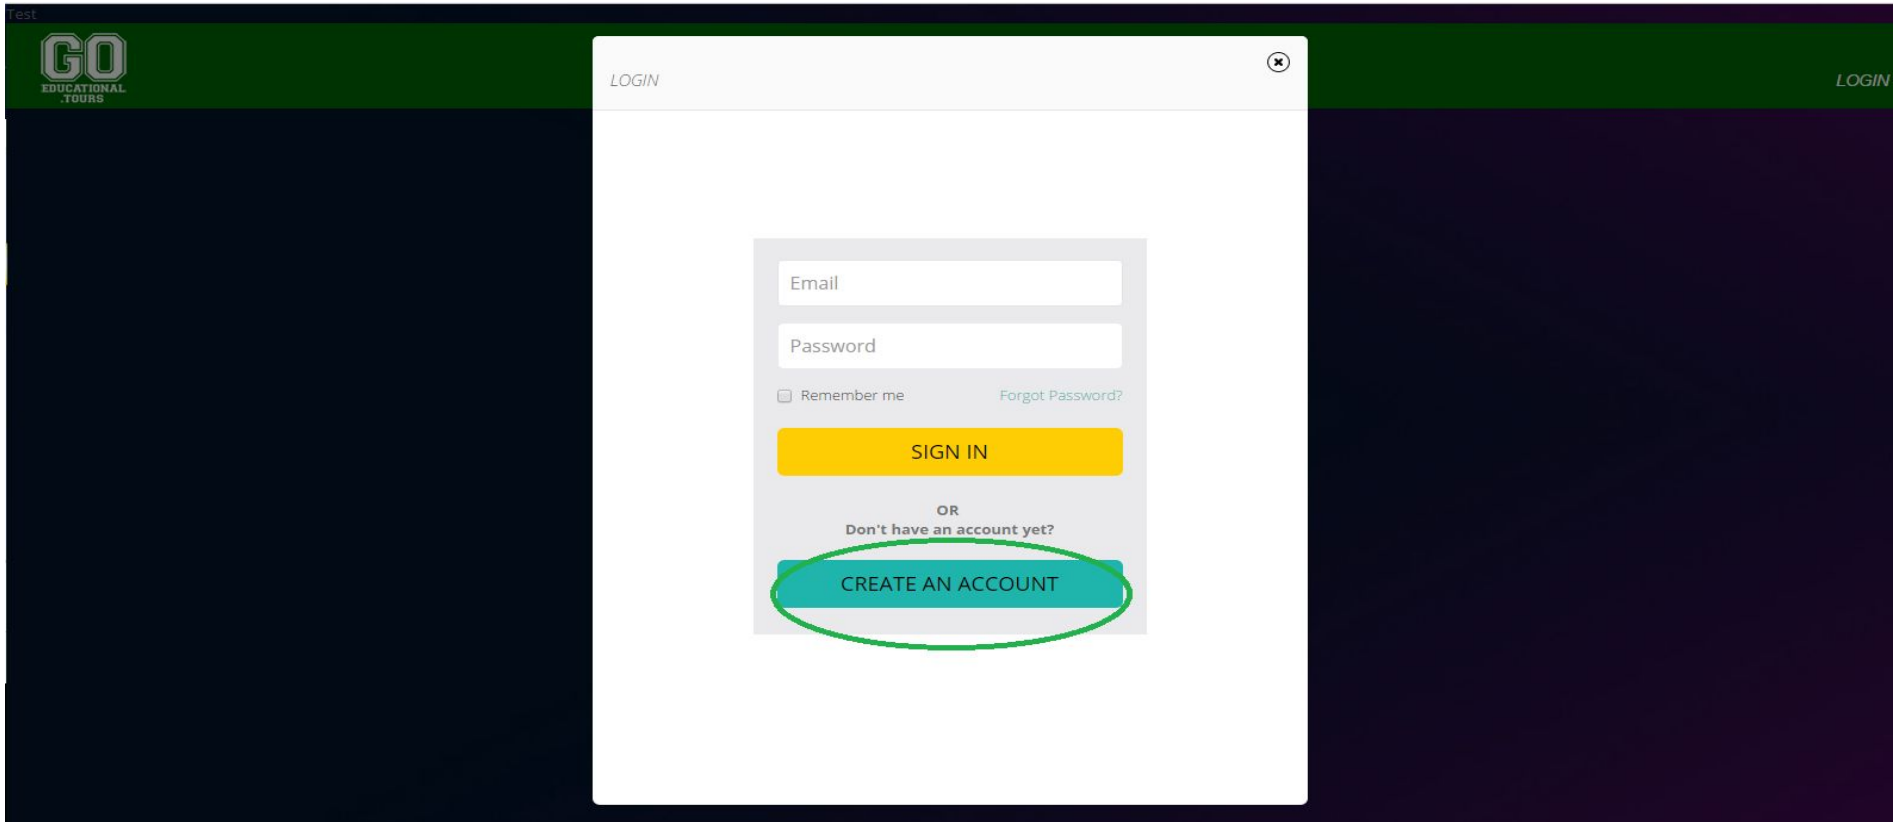 Test
GO
EDUCATIONAL
.TOURS
LOGIN
LOGIN
Email
Password
Remember me
Forgot Password?
SIGN IN
OR
Don't have an account yet?
CREATE AN ACCOUNT